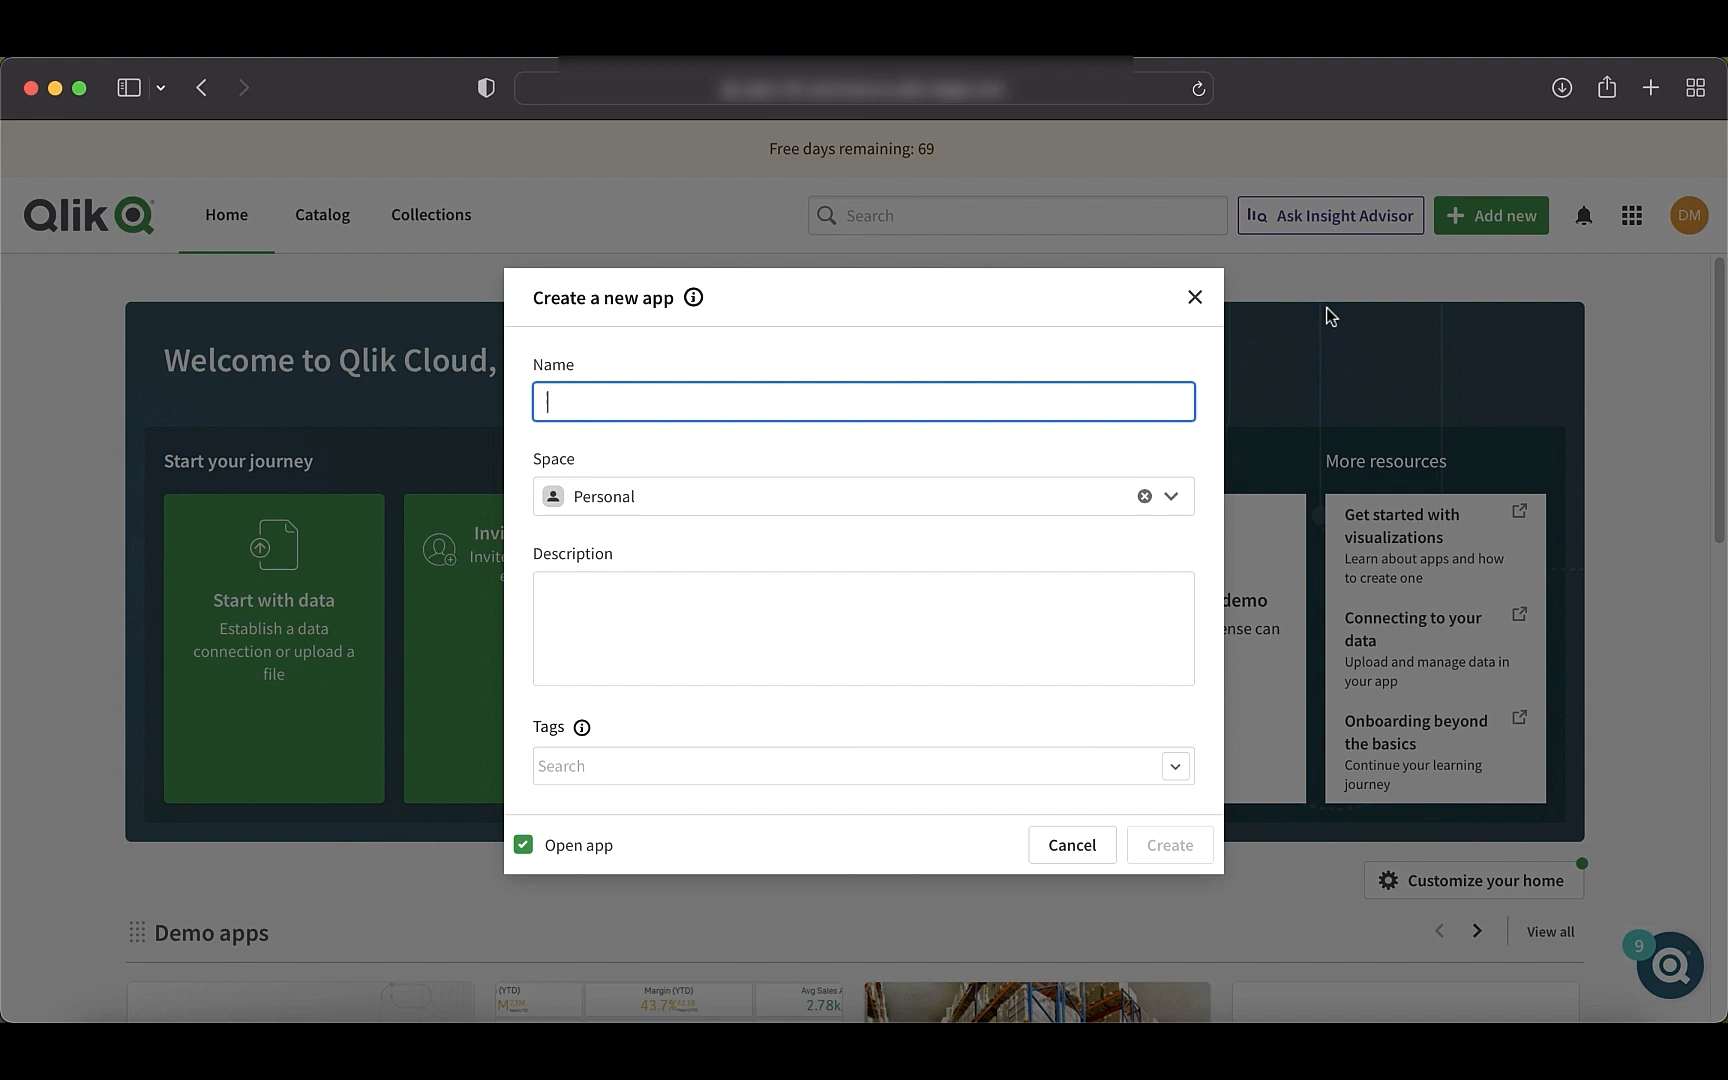 Free days remaining: 69
Qlik
Home
Catalog
Collections
Search
Ask Insight Advisor
Add new
DM
Create a new app
Welcome to Qlik Cloud,
Name
Start your journey
Space
More resources
Personal
Invi
Invite
e
Get started with
visualizations
Learn about apps and how
to create one
Description
Start with data
Establish a data
connection or upload a
file
demo
ense can
Connecting to your
data
Upload and manage data in
your app
Tags
Search
Onboarding beyond
the basics
Continue your learning
journey
Open app
Cancel
Create
Customize your home
Demo apps
View all
9
(YTD)
Margin (YTD)
43.7%
Avg Sales
2.78k